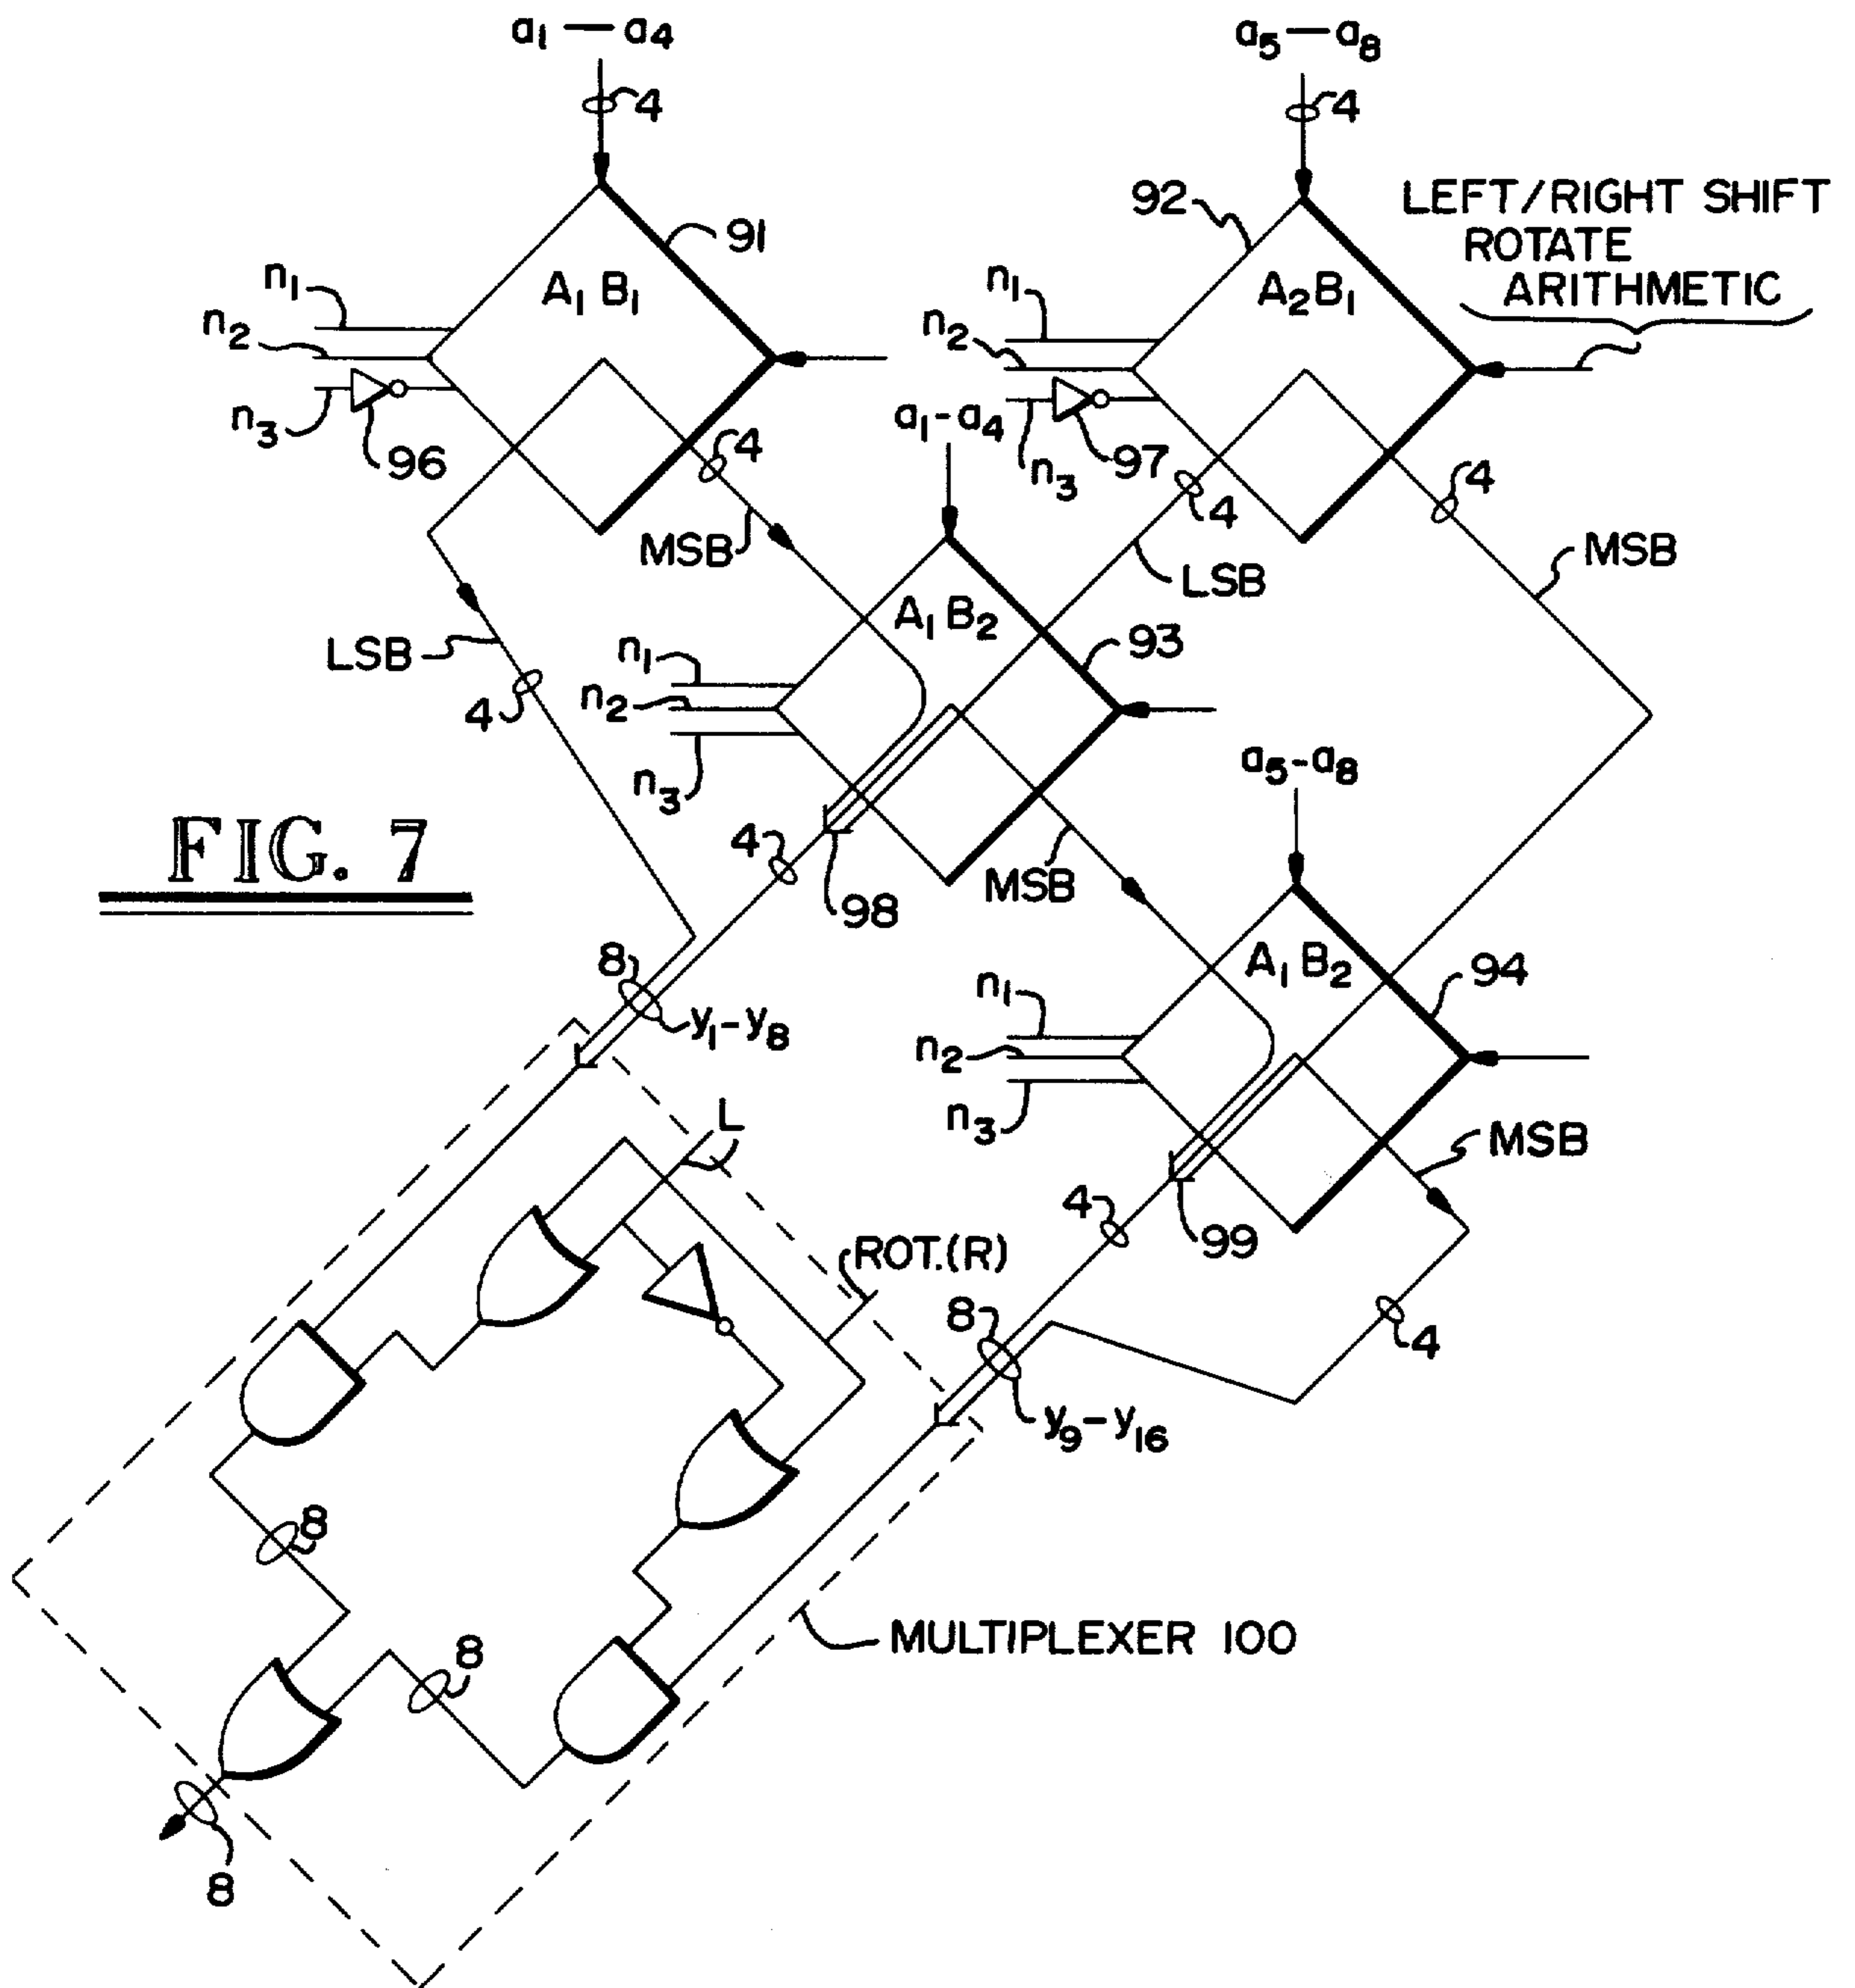 a₁ — a₄
a₅ — a₈
4
4
91
92
LEFT/RIGHT SHIFT
ROTATE
ARITHMETIC
A₁ B₁
A₂B₁
n₁
n₂
n₃
96
n₁
n₂
n₃
97
a₁-a₄
4
MSB
4
LSB
4
MSB
A₁ B₂
93
LSB
4
n₁
n₂
n₃
a₅-a₈
FIG. 7
4
98
MSB
A₁ B₂
94
8
y₁-y₈
n₁
n₂
n₃
L
MSB
4
99
ROT.(R)
8
4
y₉-y₁₆
8
MULTIPLEXER 100
8
8